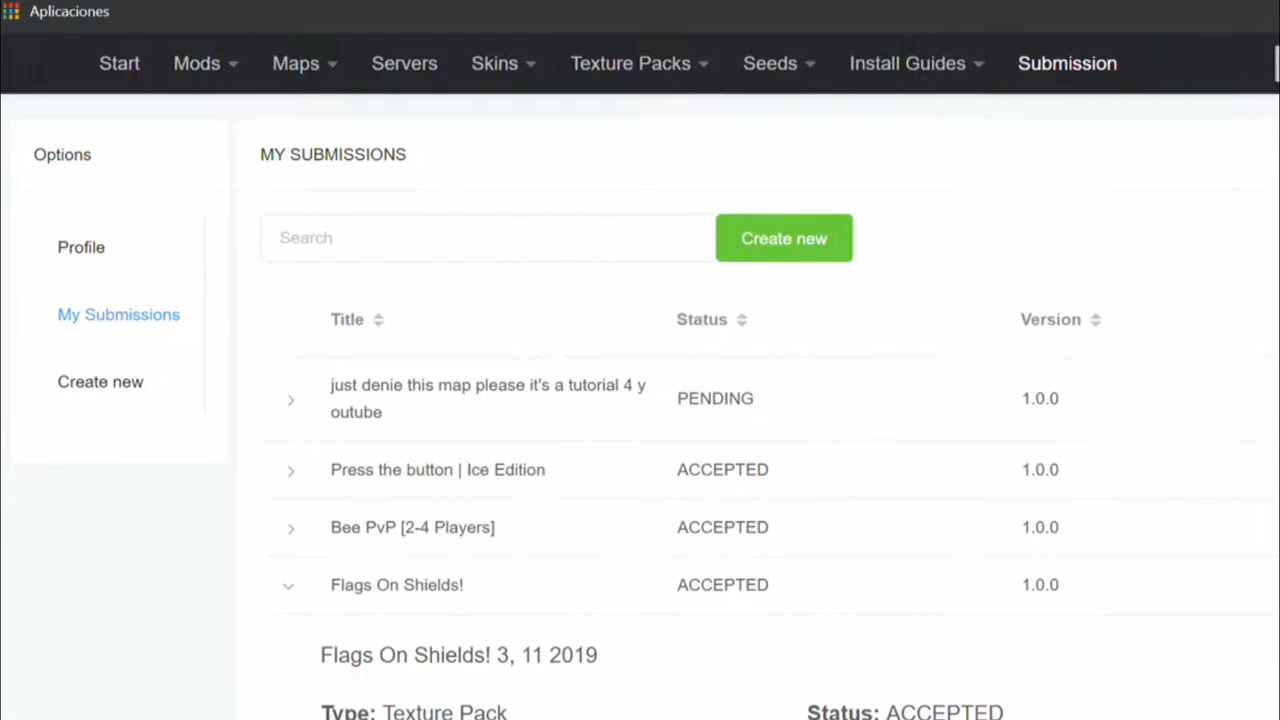 Aplicaciones
Start Mods Maps Servers Skins Texture Packs Seeds Install Guides Submission
Options
MY SUBMISSIONS
Search
Create new
Profile
My Submissions
Create new
Title Status Version
just denie this map please it's a tutorial 4 y
outube
PENDING 1.0.0
Press the button | Ice Edition ACCEPTED 1.0.0
Bee PvP [2-4 Players] ACCEPTED 1.0.0
Flags On Shields! ACCEPTED 1.0.0
Flags On Shields! 3, 11 2019
Type: Texture Pack Status: ACCEPTED